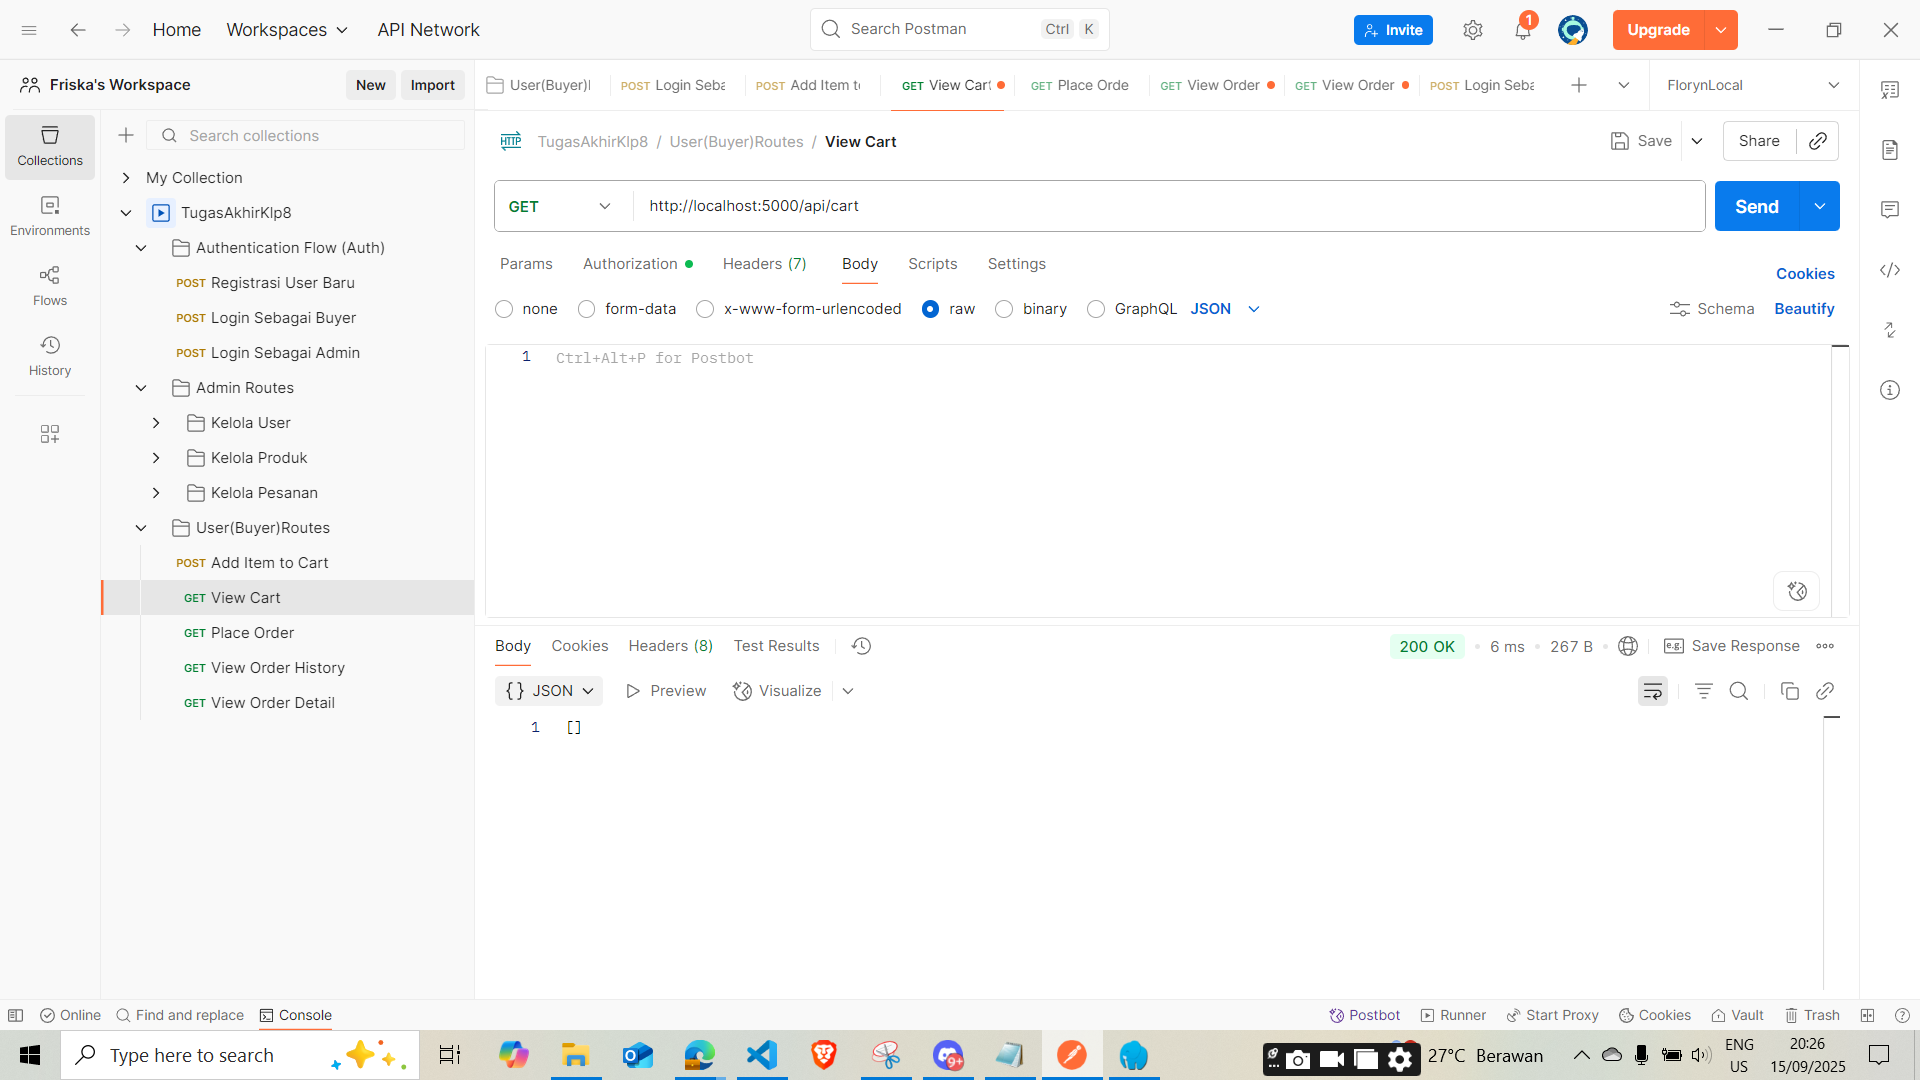 Home
Workspaces
API Network
Search Postman
Ctrl
K
Invite
1
Upgrade
Friska's Workspace
New
Import
User(Buyer)
POST Login Seba
POST Add Item to
GET View Cart
GET Place Orde
GET View Order
GET View Order
POST Login Seba
FlorynLocal
Collections
Environments
Flows
History
Search collections
My Collection
TugasAkhirKlp8
Authentication Flow (Auth)
POST Registrasi User Baru
POST Login Sebagai Buyer
POST Login Sebagai Admin
Admin Routes
Kelola User
Kelola Produk
Kelola Pesanan
User(Buyer)Routes
POST Add Item to Cart
GET View Cart
GET Place Order
GET View Order History
GET View Order Detail
HTTP TugasAkhirKlp8 / User(Buyer)Routes / View Cart
Save
Share
GET
http://localhost:5000/api/cart
Send
Params
Authorization
Headers (7)
Body
Scripts
Settings
Cookies
none
form-data
x-www-form-urlencoded
raw
binary
GraphQL
JSON
Schema
Beautify
1
Ctrl+Alt+P for Postbot
Body
Cookies
Headers (8)
Test Results
200 OK
6 ms
267 B
e.g. Save Response
{} JSON
Preview
Visualize
1 []
Online
Find and replace
Console
Postbot
Runner
Start Proxy
Cookies
Vault
Trash
Type here to search
9+
27°C Berawan
ENG
US
20:26
15/09/2025